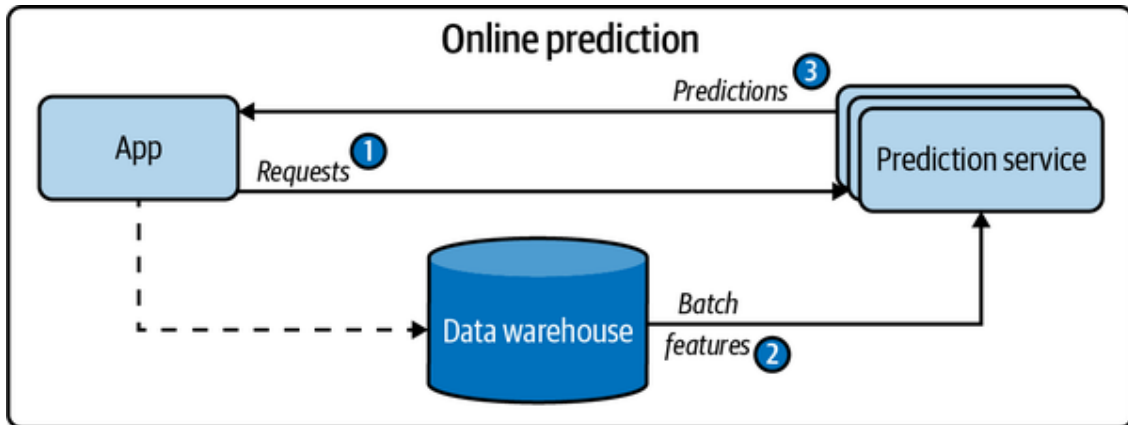 Online prediction
Predictions 3
App
Requests 1
Prediction service
Data warehouse
Batch
features 2